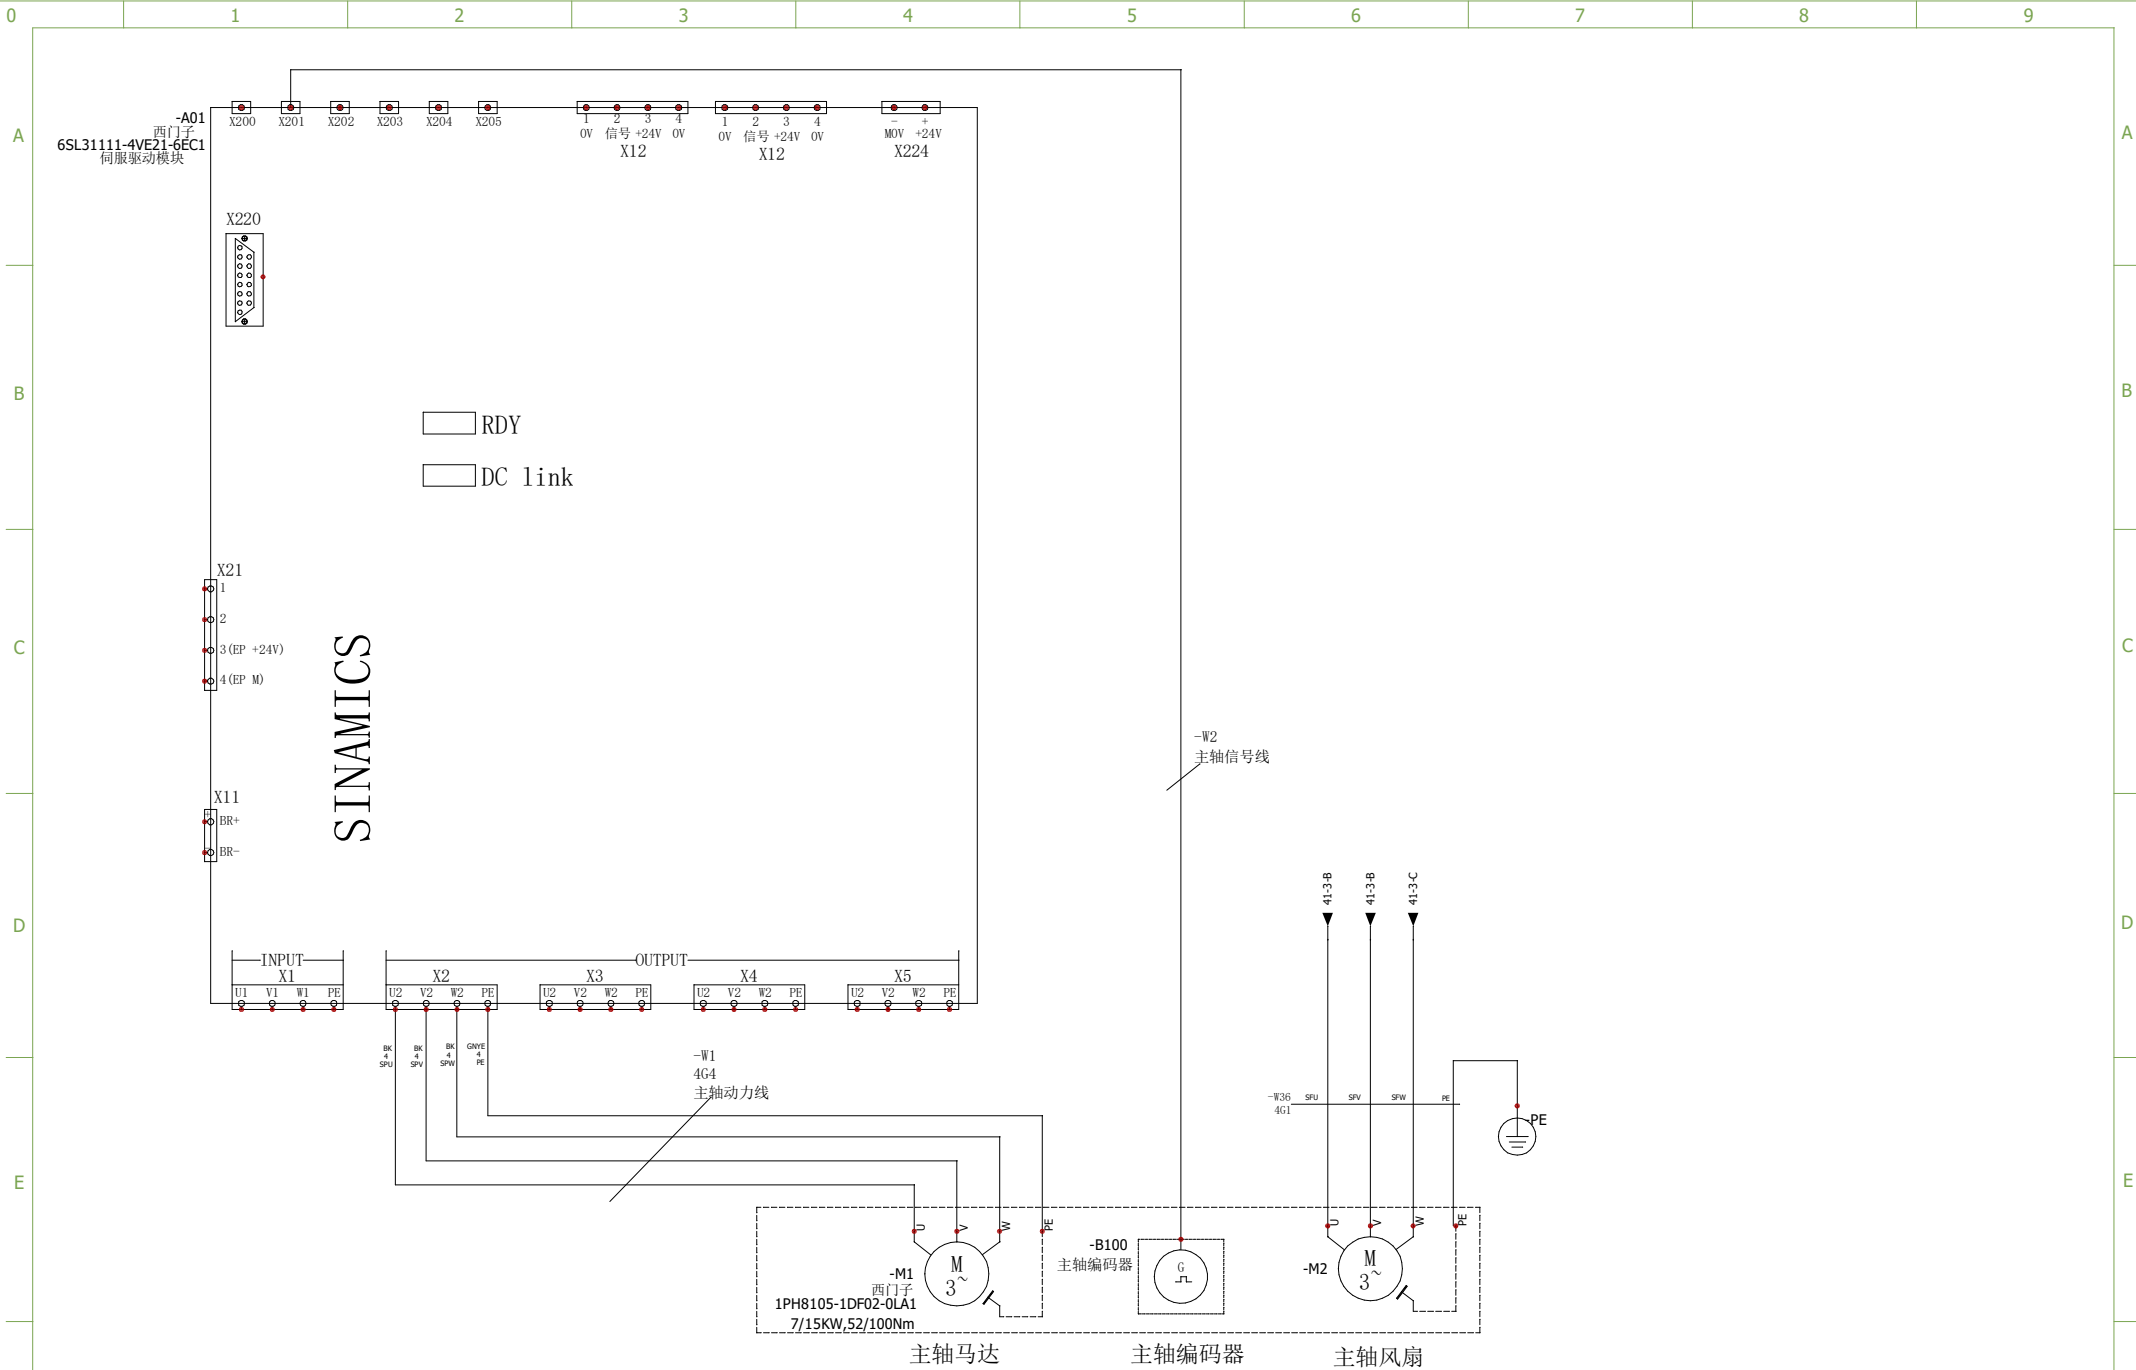 0 1 2 3 4 5 6 7 8 9
A A
-A01
西门子
6SL31111-4VE21-6EC1
伺服驱动模块
X200 X201 X202 X203 X204 X205
1 2 3 4
0V 信号 +24V 0V
X12
1 2 3 4
0V 信号 +24V 0V
X12
- +
MOV +24V
X224
X220
B B
RDY
DC link
X21
1
2
C C
3(EP +24V)
4(EP M)
SINAMICS
-W2
主轴信号线
X11
+
BR+
-
BR-
41-3-B 41-3-B 41-3-C
D D
INPUT OUTPUT
X1 X2 X3 X4 X5
U1 V1 W1 PE U2 V2 W2 PE U2 V2 W2 PE U2 V2 W2 PE U2 V2 W2 PE
BK BK BK GNYE
4 4 4 4
SPU SPV SPW PE
-W1
4G4
主轴动力线
-W36 SFU SFV SFW PE
4G1
-PE
E E
U V W PE U V W PE
-M1
西门子
1PH8105-1DF02-0LA1
7/15KW,52/100Nm
M
3~
-B100
主轴编码器
G
-M2
M
3~
主轴马达 主轴编码器 主轴风扇